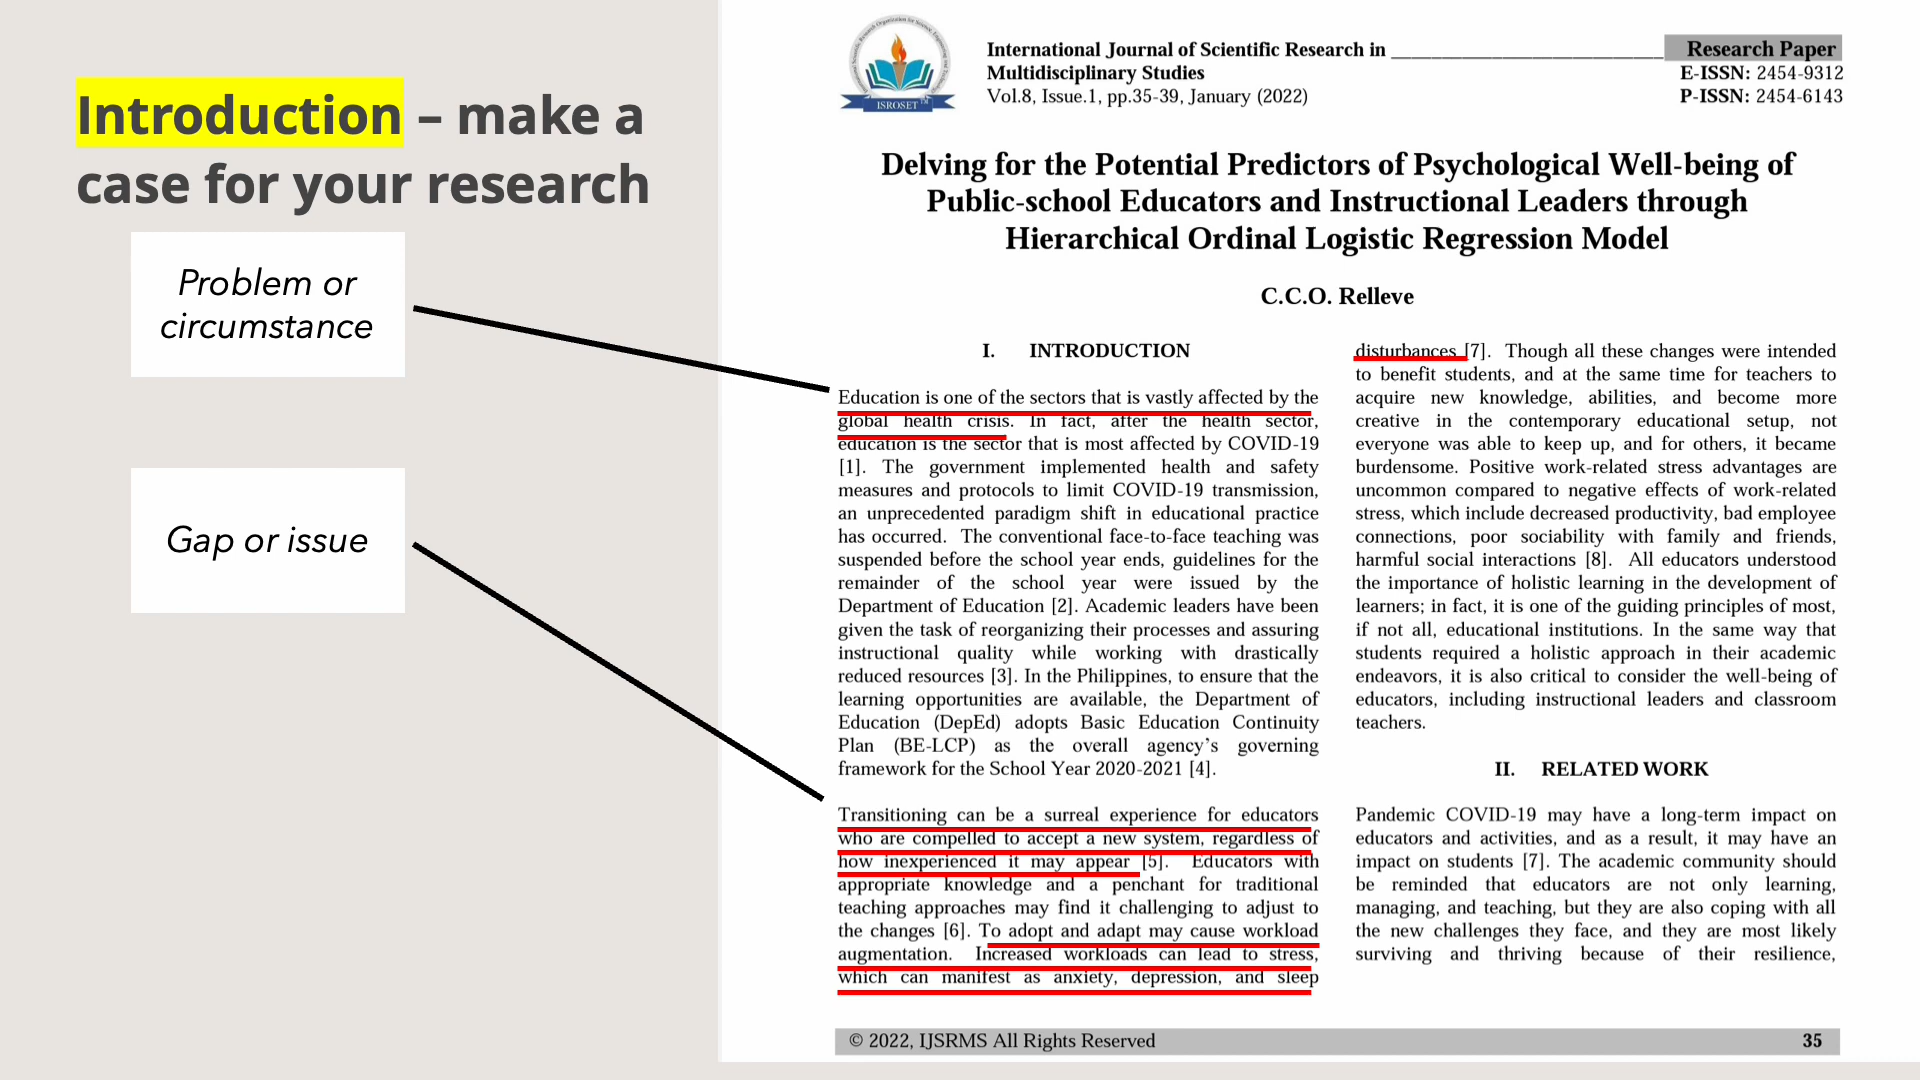 Introduction – make a
case for your research
Problem or
circumstance
Gap or issue
ISROSET
TM
International Journal of Scientific Research in
Research Paper
Multidisciplinary Studies
E-ISSN: 2454-9312
Vol.8, Issue.1, pp.35-39, January (2022)
P-ISSN: 2454-6143
Delving for the Potential Predictors of Psychological Well-being of
Public-school Educators and Instructional Leaders through
Hierarchical Ordinal Logistic Regression Model
C.C.O. Relleve
I. INTRODUCTION
Education is one of the sectors that is vastly affected by the
global health crisis. In fact, after the health sector,
education is the sector that is most affected by COVID-19
[1]. The government implemented health and safety
measures and protocols to limit COVID-19 transmission,
an unprecedented paradigm shift in educational practice
has occurred. The conventional face-to-face teaching was
suspended before the school year ends, guidelines for the
remainder of the school year were issued by the
Department of Education [2]. Academic leaders have been
given the task of reorganizing their processes and assuring
instructional quality while working with drastically
reduced resources [3]. In the Philippines, to ensure that the
learning opportunities are available, the Department of
Education (DepEd) adopts Basic Education Continuity
Plan (BE-LCP) as the overall agency’s governing
framework for the School Year 2020-2021 [4].
Transitioning can be a surreal experience for educators
who are compelled to accept a new system, regardless of
how inexperienced it may appear [5]. Educators with
appropriate knowledge and a penchant for traditional
teaching approaches may find it challenging to adjust to
the changes [6]. To adopt and adapt may cause workload
augmentation. Increased workloads can lead to stress,
which can manifest as anxiety, depression, and sleep
disturbances [7]. Though all these changes were intended
to benefit students, and at the same time for teachers to
acquire new knowledge, abilities, and become more
creative in the contemporary educational setup, not
everyone was able to keep up, and for others, it became
burdensome. Positive work-related stress advantages are
uncommon compared to negative effects of work-related
stress, which include decreased productivity, bad employee
connections, poor sociability with family and friends,
harmful social interactions [8]. All educators understood
the importance of holistic learning in the development of
learners; in fact, it is one of the guiding principles of most,
if not all, educational institutions. In the same way that
students required a holistic approach in their academic
endeavors, it is also critical to consider the well-being of
educators, including instructional leaders and classroom
teachers.
II. RELATED WORK
Pandemic COVID-19 may have a long-term impact on
educators and activities, and as a result, it may have an
impact on students [7]. The academic community should
be reminded that educators are not only learning,
managing, and teaching, but they are also coping with all
the new challenges they face, and they are most likely
surviving and thriving because of their resilience,
© 2022, IJSRMS All Rights Reserved
35